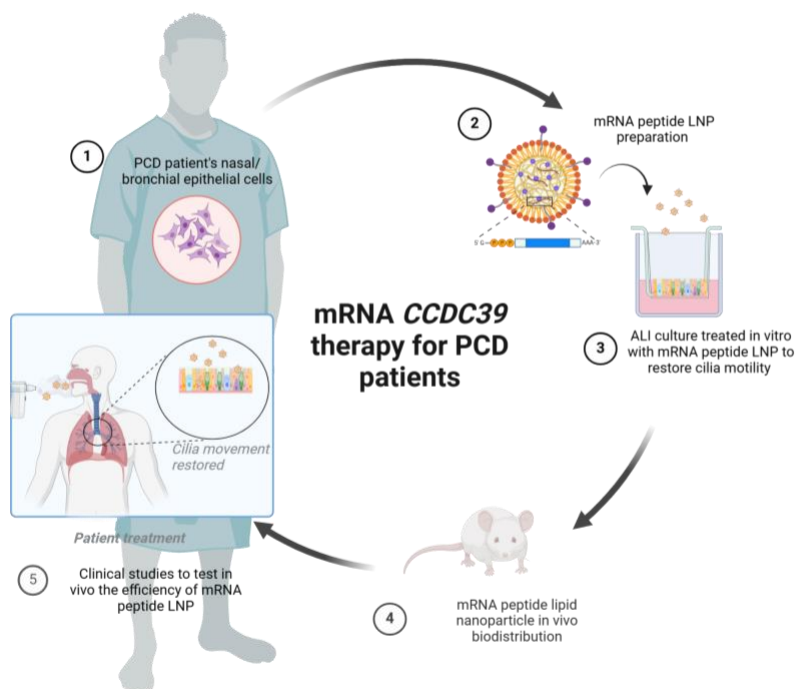 1
PCD patient's nasal/
bronchial epithelial cells
2
mRNA peptide LNP
preparation
5' G
P P P
AAA- 3'
mRNA CCDC39
therapy for PCD
patients
3
ALI culture treated in vitro
with mRNA peptide LNP to
restore cilia motility
Cilia movement
restored
Patient treatment
5
Clinical studies to test in
vivo the efficiency of mRNA
peptide LNP
4
mRNA peptide lipid
nanoparticle in vivo
biodistribution